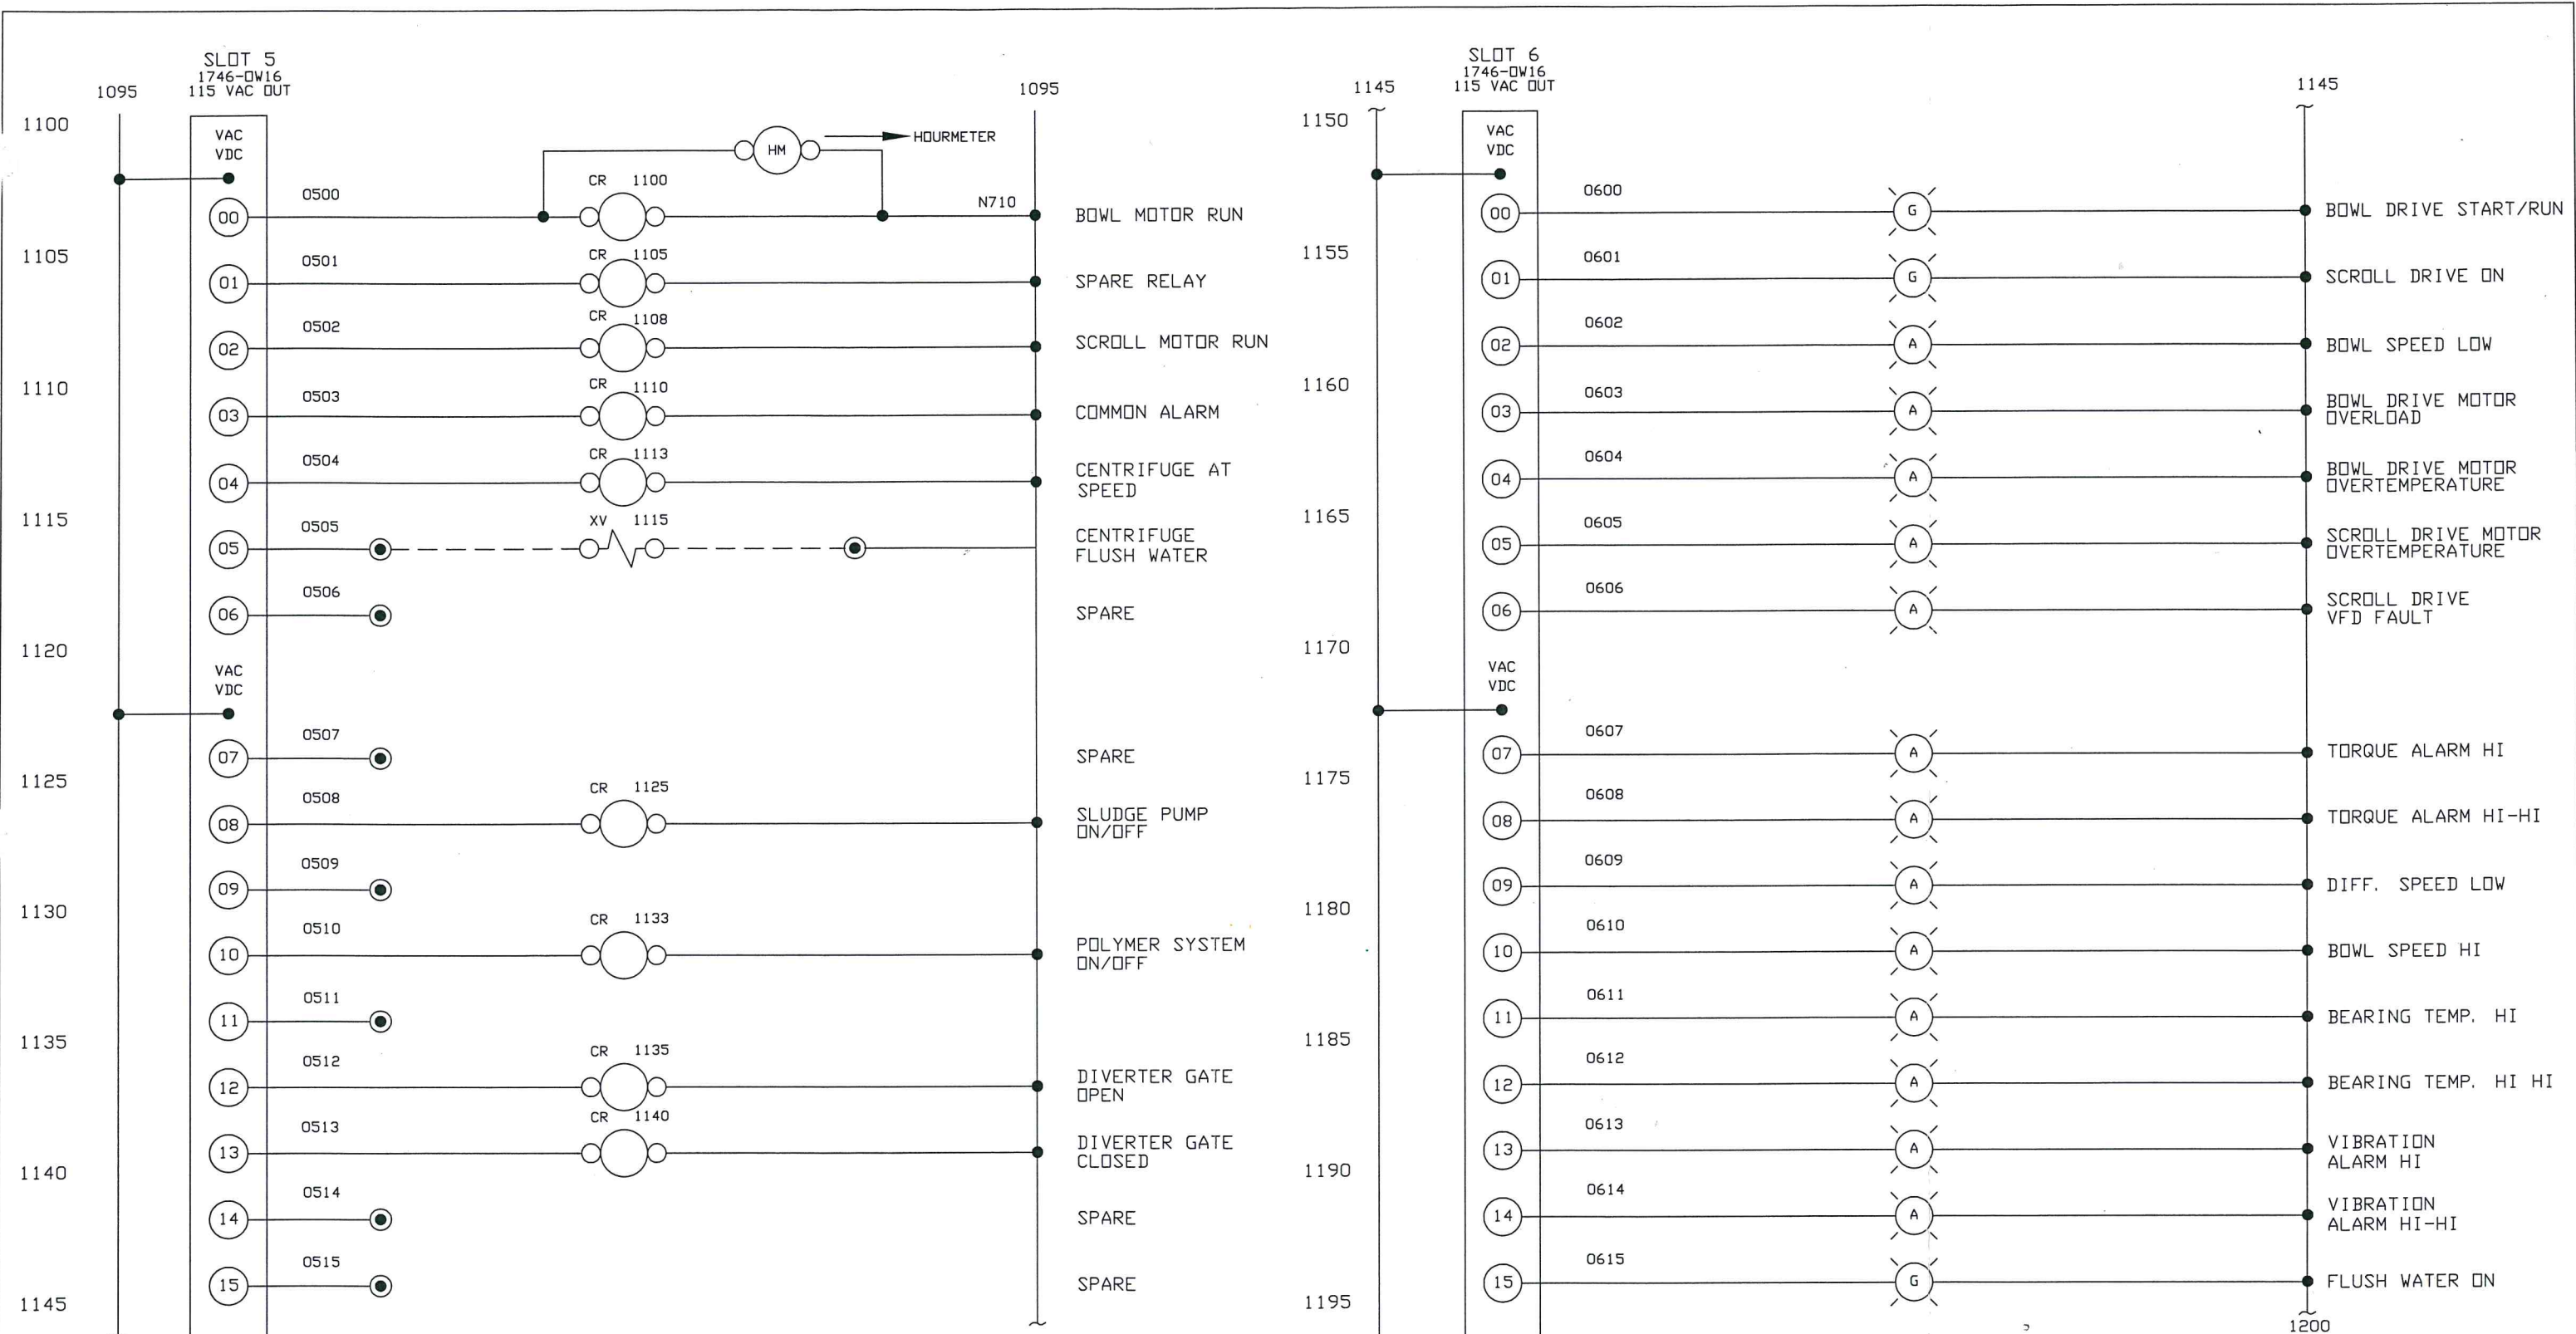 SLOT 5
1746-OW16
115 VAC OUT
1095
1095
1100
VAC
VDC
HM
HOURMETER
0500
CR 1100
N710
00
BOWL MOTOR RUN
1105
0501
CR 1105
01
SPARE RELAY
0502
CR 1108
02
SCROLL MOTOR RUN
1110
0503
CR 1110
03
COMMON ALARM
0504
CR 1113
04
CENTRIFUGE AT
SPEED
1115
0505
XV 1115
05
CENTRIFUGE
FLUSH WATER
0506
06
SPARE
1120
VAC
VDC
0507
07
SPARE
1125
0508
CR 1125
08
SLUDGE PUMP
ON/OFF
0509
09
1130
0510
CR 1133
10
POLYMER SYSTEM
ON/OFF
0511
11
1135
0512
CR 1135
12
DIVERTER GATE
OPEN
0513
CR 1140
13
DIVERTER GATE
CLOSED
1140
0514
14
SPARE
0515
15
SPARE
1145
SLOT 6
1746-OW16
115 VAC OUT
1145
1145
1150
VAC
VDC
0600
00
G
BOWL DRIVE START/RUN
1155
0601
01
G
SCROLL DRIVE ON
0602
02
A
BOWL SPEED LOW
1160
0603
03
A
BOWL DRIVE MOTOR
OVERLOAD
0604
04
A
BOWL DRIVE MOTOR
OVERTEMPERATURE
1165
0605
05
A
SCROLL DRIVE MOTOR
OVERTEMPERATURE
0606
06
A
SCROLL DRIVE
VFD FAULT
1170
VAC
VDC
0607
07
A
TORQUE ALARM HI
1175
0608
08
A
TORQUE ALARM HI-HI
0609
09
A
DIFF. SPEED LOW
1180
0610
10
A
BOWL SPEED HI
0611
11
A
BEARING TEMP. HI
1185
0612
12
A
BEARING TEMP. HI HI
0613
13
A
VIBRATION
ALARM HI
1190
0614
14
A
VIBRATION
ALARM HI-HI
0615
15
G
FLUSH WATER ON
1195
1200